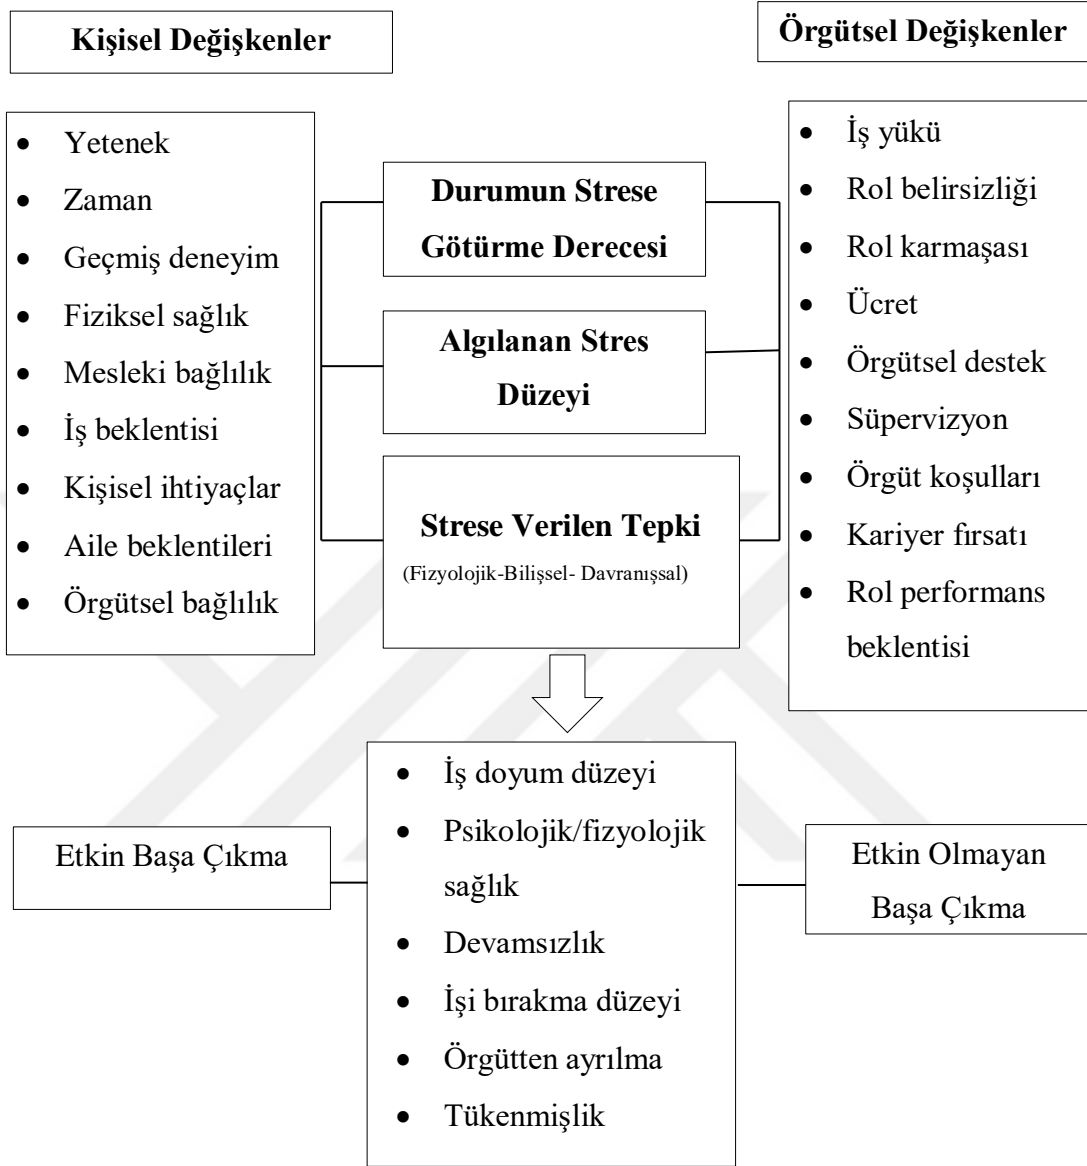 Kişisel Değişkenler
Örgütsel Değişkenler
• Yetenek
• Zaman
• Geçmiş deneyim
• Fiziksel sağlık
• Mesleki bağlılık
• İş beklentisi
• Kişisel ihtiyaçlar
• Aile beklentileri
• Örgütsel bağlılık
Durumun Strese
Götürme Derecesi
Algılanan Stres
Düzeyi
Strese Verilen Tepki
(Fizyolojik-Bilişsel- Davranışsal)
• İş yükü
• Rol belirsizliği
• Rol karmaşası
• Ücret
• Örgütsel destek
• Süpervizyon
• Örgüt koşulları
• Kariyer fırsatı
• Rol performans
beklentisi
Etkin Başa Çıkma
• İş doyum düzeyi
• Psikolojik/fizyolojik
sağlık
• Devamsızlık
• İşi bırakma düzeyi
• Örgütten ayrılma
• Tükenmişlik
Etkin Olmayan
Başa Çıkma